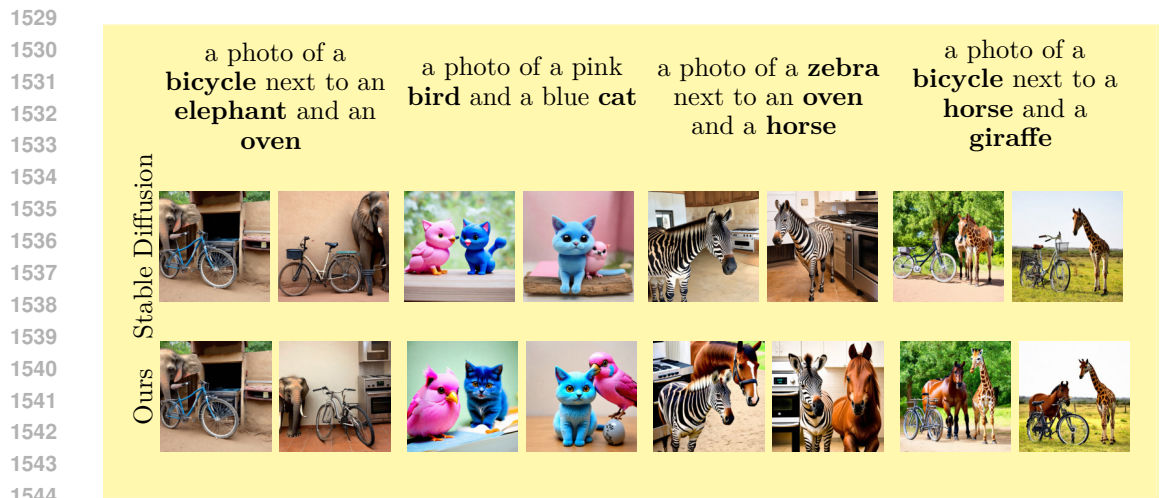 1529
1530
1531
1532
1533
1534
1535
1536
1537
1538
1539
1540
1541
1542
1543
1544
a photo of a
bicycle next to an
elephant and an
oven
a photo of a pink
bird and a blue cat
a photo of a zebra
next to an oven
and a horse
a photo of a
bicycle next to a
horse and a
giraffe
Stable Diffusion
Ours